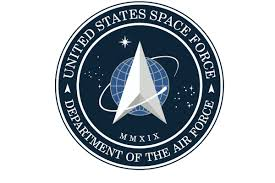 UNITED STATES SPACE FORCE
MMXIX
DEPARTMENT OF THE AIR FORCE